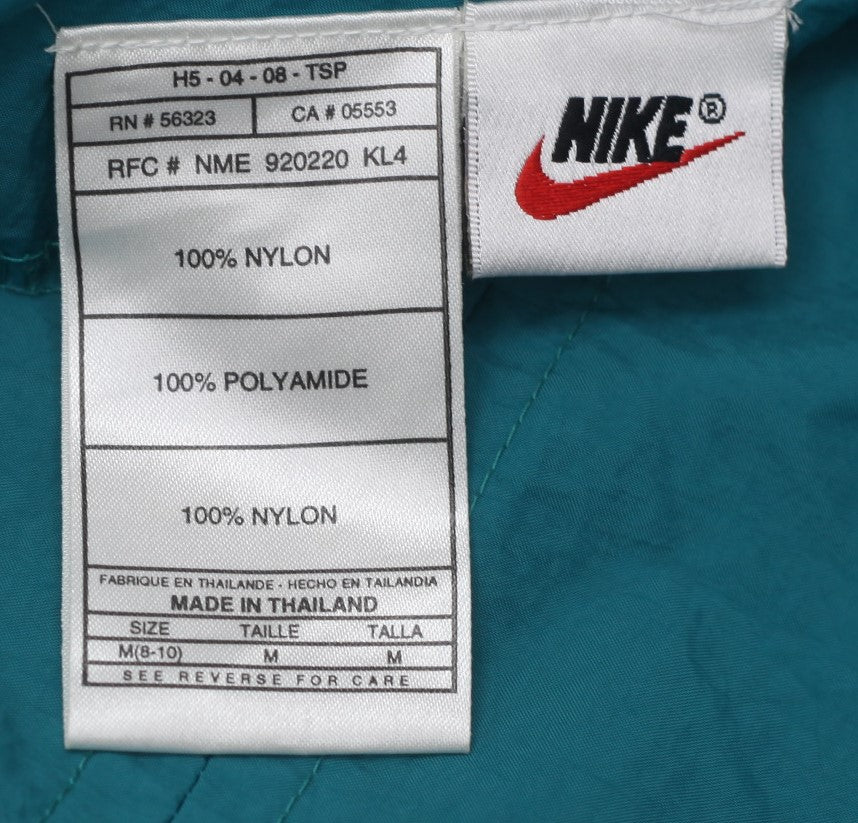 H5 - 04 - 08 - TSP
RN # 56323 CA # 05553
RFC # NME 920220 KL4
100% NYLON
100% POLYAMIDE
100% NYLON
FABRIQUE EN THAILANDE - HECHO EN TAILANDIA
MADE IN THAILAND
SIZE TAILLE TALLA
M(8-10) M M
SEE REVERSE FOR CARE
NIKE®